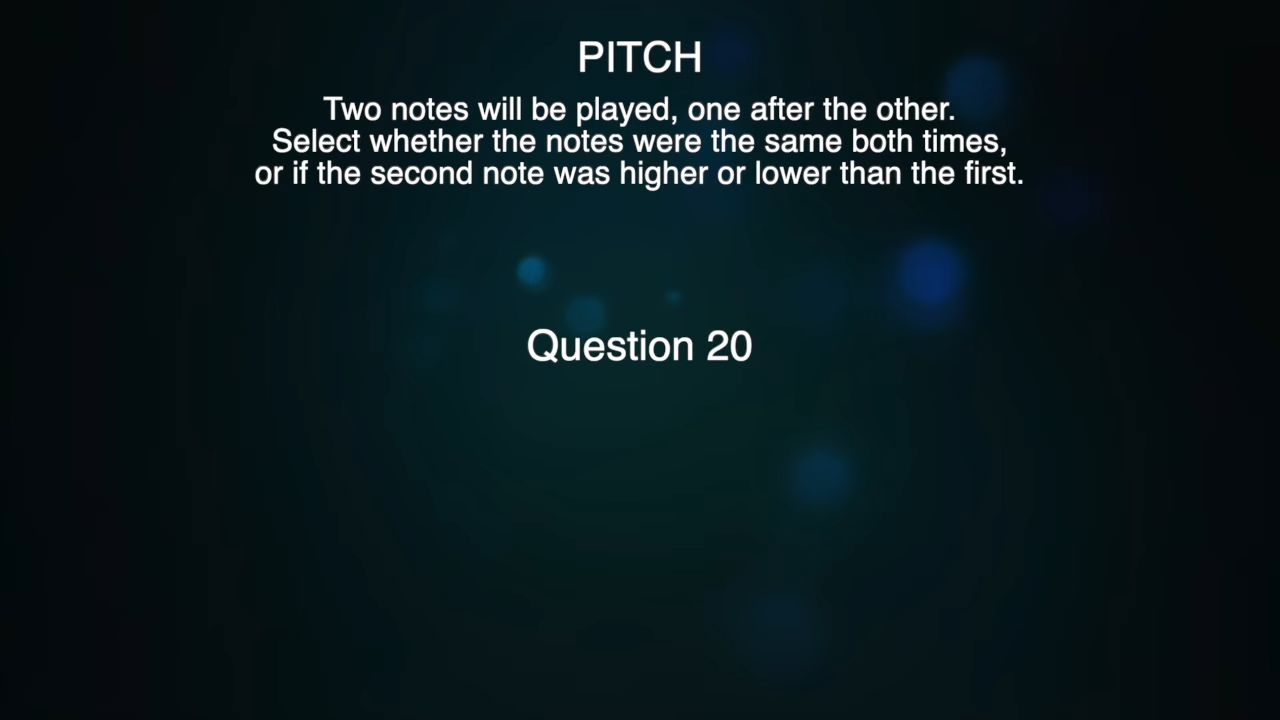 PITCH
Two notes will be played, one after the other.
Select whether the notes were the same both times,
or if the second note was higher or lower than the first.
Question 20